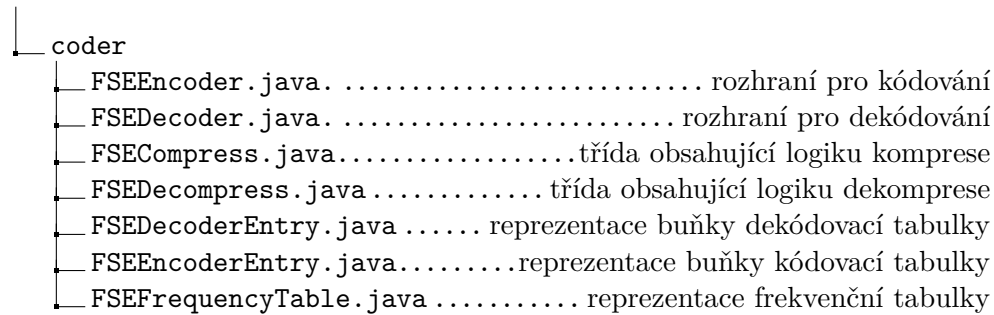 coder
FSEEncoder.java. ........................... rozhraní pro kódování
FSEDecoder.java. ......................... rozhraní pro dekódování
FSECompress.java..................třída obsahující logiku komprese
FSEDecompress.java ............. třída obsahující logiku dekomprese
FSEDecoderEntry.java ...... reprezentace buňky dekódovací tabulky
FSEEncoderEntry.java.........reprezentace buňky kódovací tabulky
FSEFrequencyTable.java ........... reprezentace frekvenční tabulky